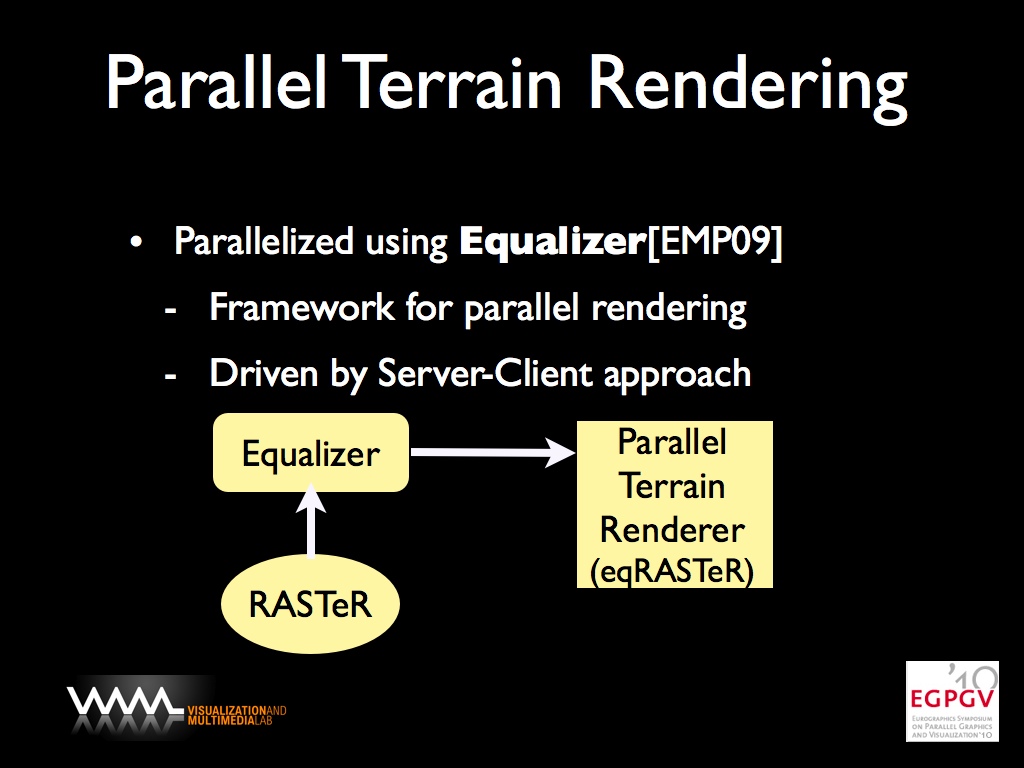 Parallel Terrain Rendering
• Parallelized using Equalizer[EMP09]
- Framework for parallel rendering
- Driven by Server-Client approach
Equalizer
Parallel
Terrain
Renderer
(eqRASTeR)
RASTeR
VISUALIZATIONAND
MULTIMEDIALAB
'10
EGPGV
EUROGRAPHICS SYMPOSIUM
ON PARALLEL GRAPHICS
AND VISUALIZATION'10